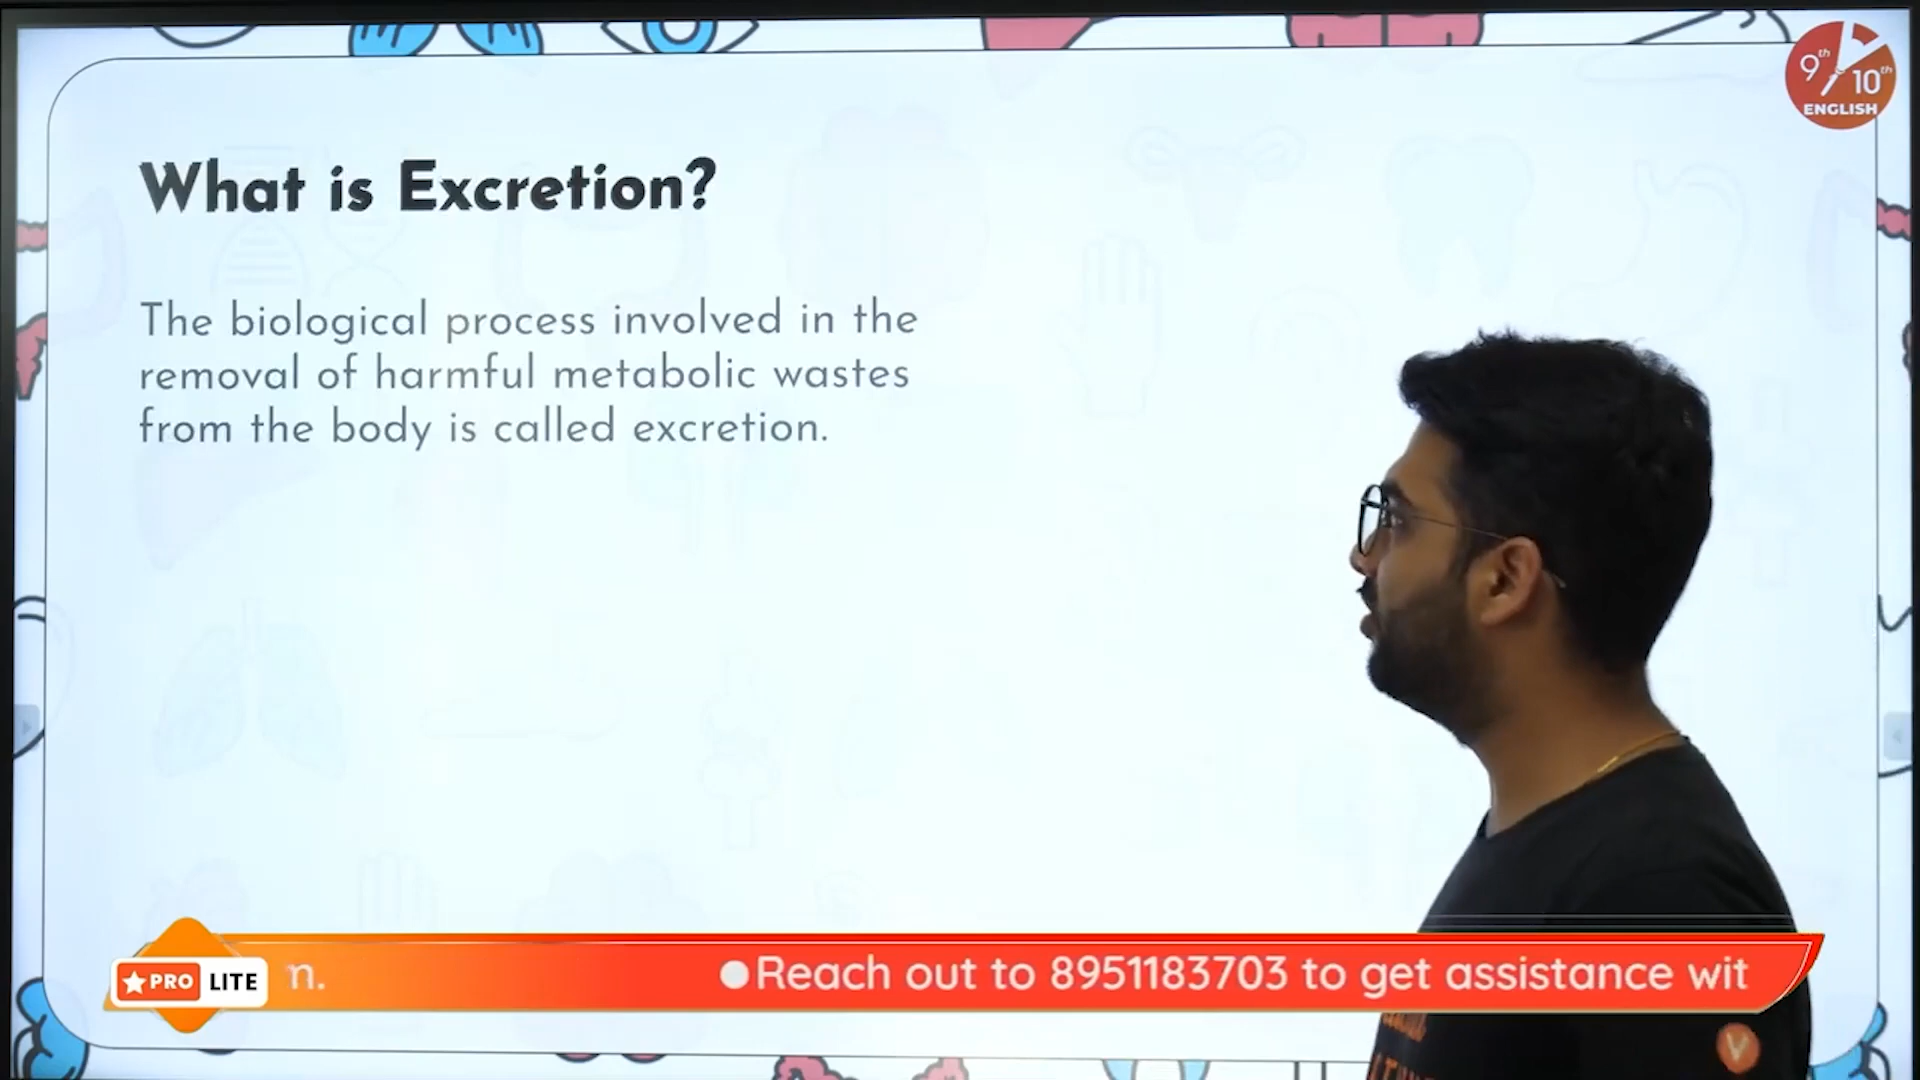 9th
10th
ENGLISH
What is Excretion?
The biological process involved in the
removal of harmful metabolic wastes
from the body is called excretion.
PRO LITE
n.
Reach out to 8951183703 to get assistance wit
V